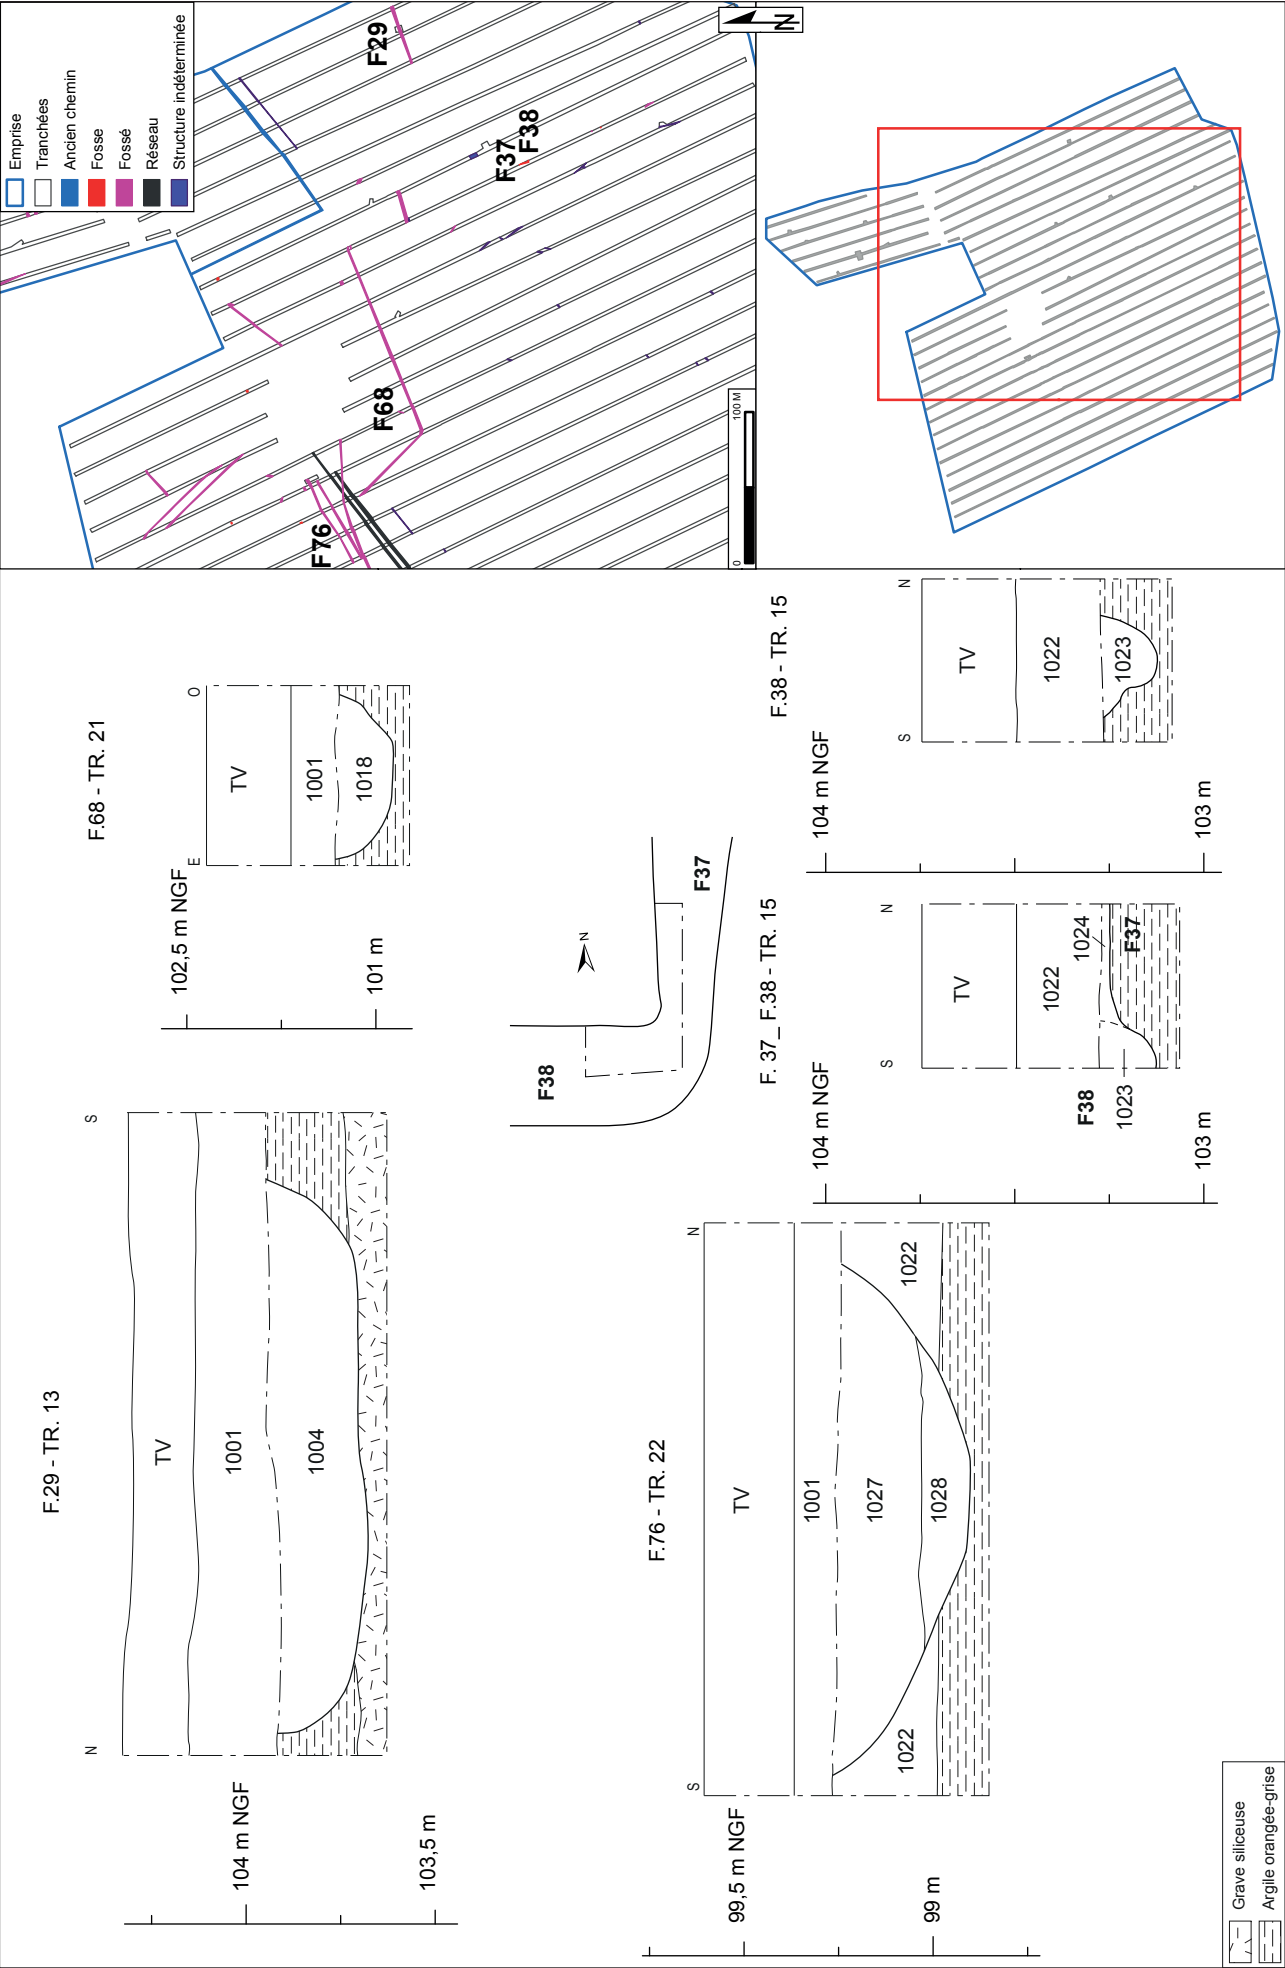 F.29 - TR. 13
N
S
TV
1001
1004
104 m NGF
103,5 m
F.68 - TR. 21
E
O
TV
1001
1018
102,5 m NGF
101 m
F38
F37
N
F.76 - TR. 22
S
N
TV
1001
1027
1028
1022
1022
99,5 m NGF
99 m
F. 37_ F.38 - TR. 15
S
N
TV
1022
1024
F37
F38
1023
104 m NGF
103 m
F.38 - TR. 15
S
N
TV
1022
1023
104 m NGF
103 m
Grave siliceuse
Argile orangée-grise
Emprise
Tranchées
Ancien chemin
Fosse
Fossé
Réseau
Structure indéterminée
F29
F37
F38
F68
F76
0
100 M
N